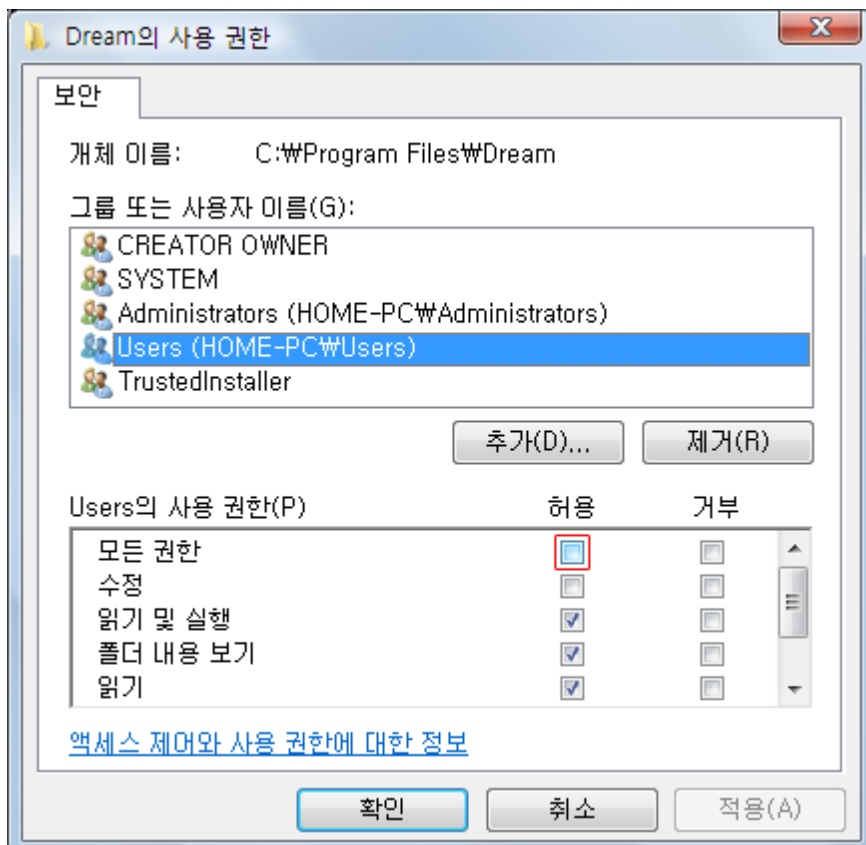 Dream의 사용 권한
보안
개체 이름: C:₩Program Files₩Dream
그룹 또는 사용자 이름(G):
CREATOR OWNER
SYSTEM
Administrators (HOME-PC₩Administrators)
Users (HOME-PC₩Users)
TrustedInstaller
추가(D)... 제거(R)
Users의 사용 권한(P) 허용 거부
모든 권한
수정
읽기 및 실행
폴더 내용 보기
읽기
액세스 제어와 사용 권한에 대한 정보
확인 취소 적용(A)